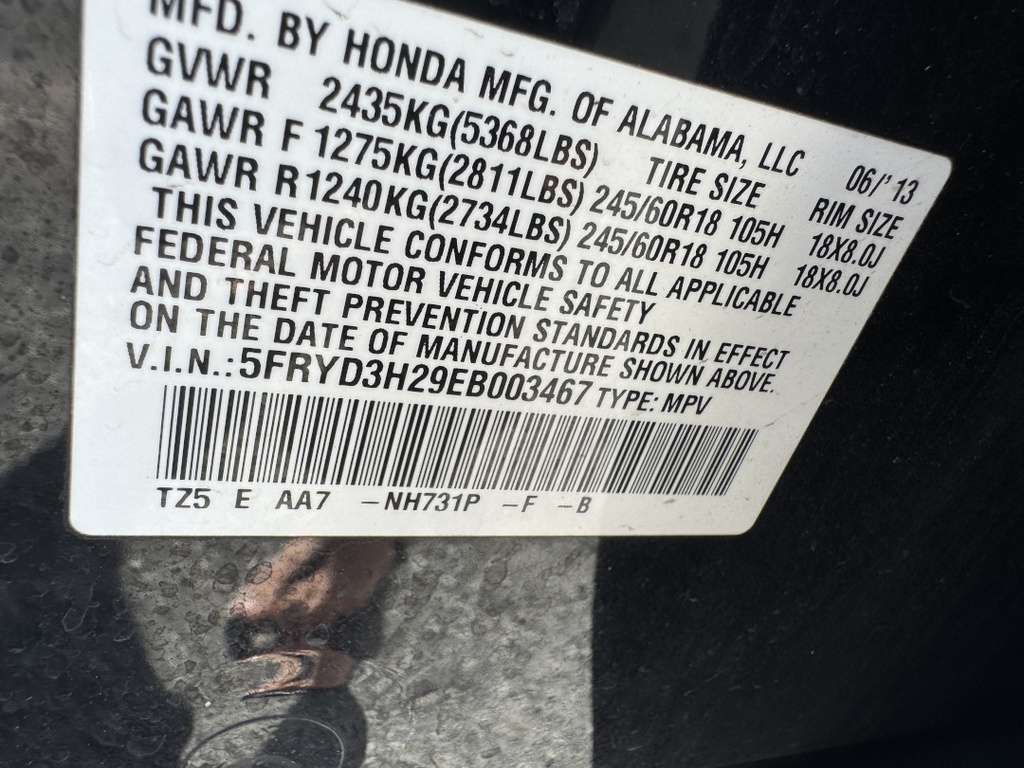 MFD. BY HONDA MFG. OF ALABAMA, LLC 06/'13
GVWR 2435KG(5368LBS) TIRE SIZE RIM SIZE
GAWR F 1275KG(2811LBS) 245/60R18 105H 18X8.0J
GAWR R 1240KG(2734LBS) 245/60R18 105H 18X8.0J
THIS VEHICLE CONFORMS TO ALL APPLICABLE
FEDERAL MOTOR VEHICLE SAFETY
AND THEFT PREVENTION STANDARDS IN EFFECT
ON THE DATE OF MANUFACTURE SHOWN ABOVE.
V.I.N.: 5FRYD3H29EB003467 TYPE: MPV
TZ5 E AA7 -NH731P -F -B